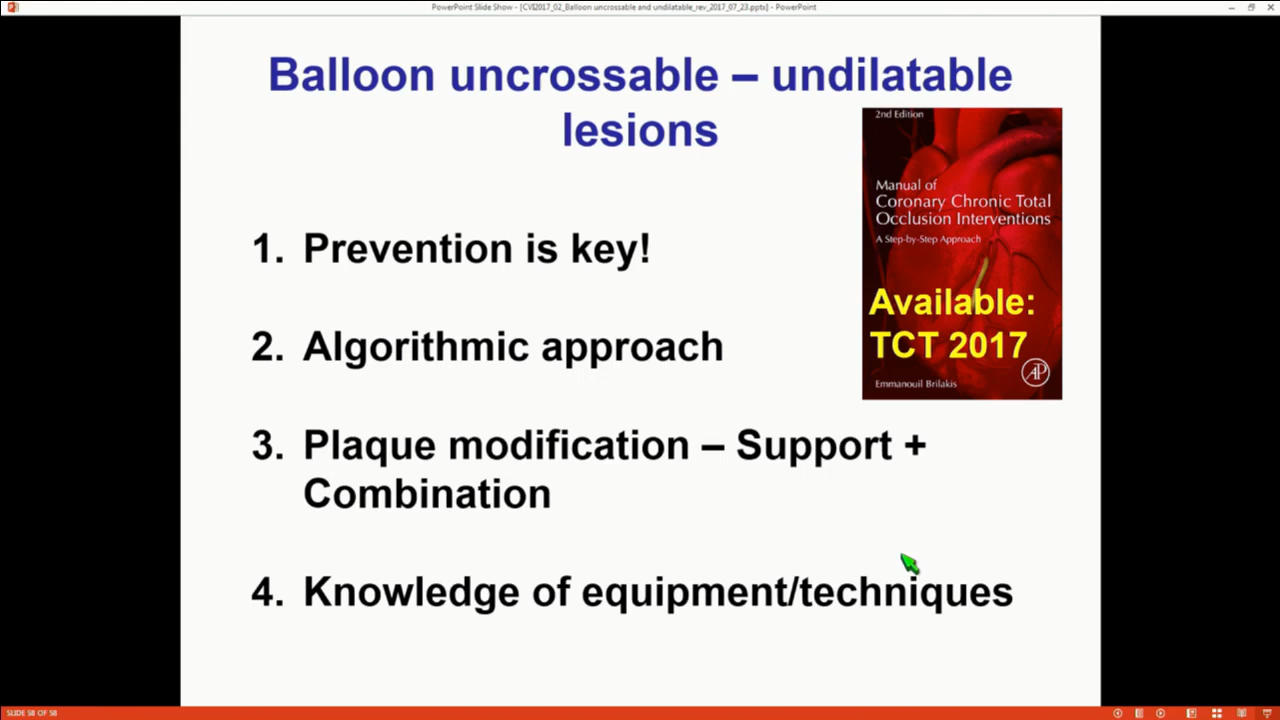 PowerPoint Slide Show - [CVI2017_02_Balloon uncrossable and undilatable_rev_2017_07_23.pptx] - PowerPoint
Balloon uncrossable – undilatable
lesions
2nd Edition
Manual of
Coronary Chronic Total
Occlusion Interventions
A Step-by-Step Approach
Available:
TCT 2017
Emmanouil Brilakis
AP
1. Prevention is key!
2. Algorithmic approach
3. Plaque modification – Support +
Combination
4. Knowledge of equipment/techniques
SLIDE 58 OF 58